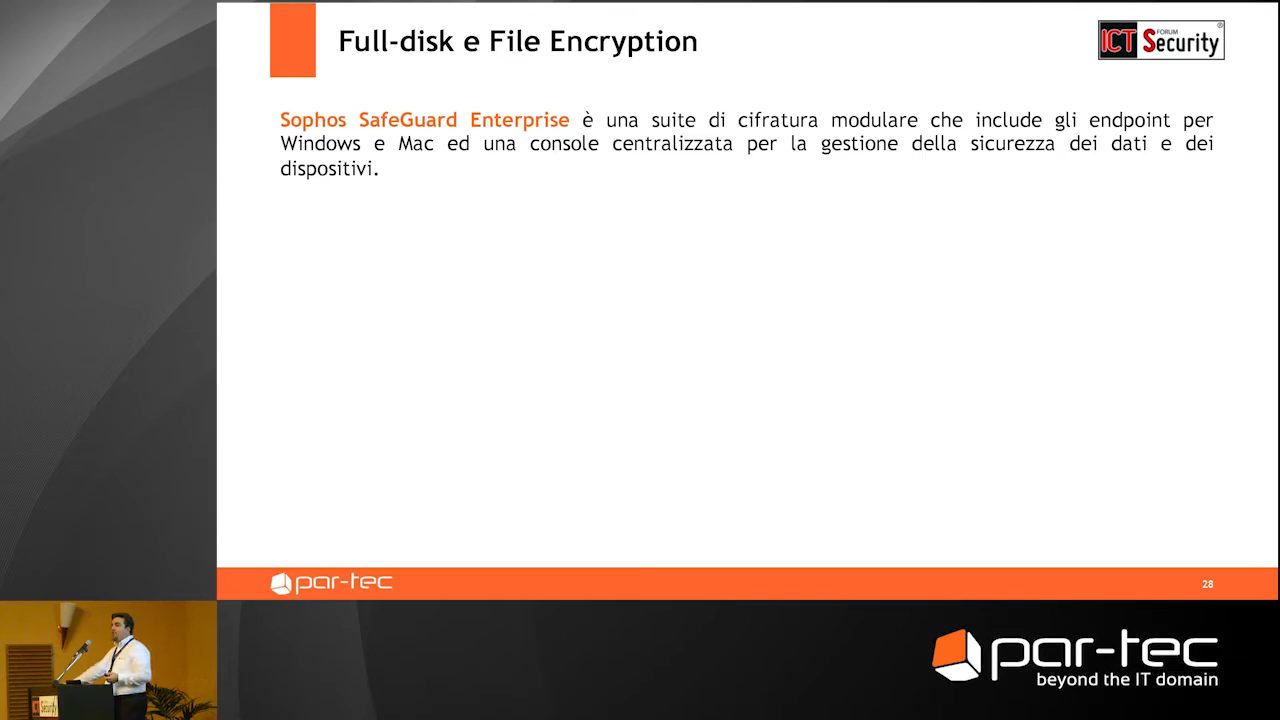 Full-disk e File Encryption
ICT FORUM Security ®
Sophos SafeGuard Enterprise è una suite di cifratura modulare che include gli endpoint per
Windows e Mac ed una console centralizzata per la gestione della sicurezza dei dati e dei
dispositivi.
par-tec
28
ICT Security
par-tec
beyond the IT domain